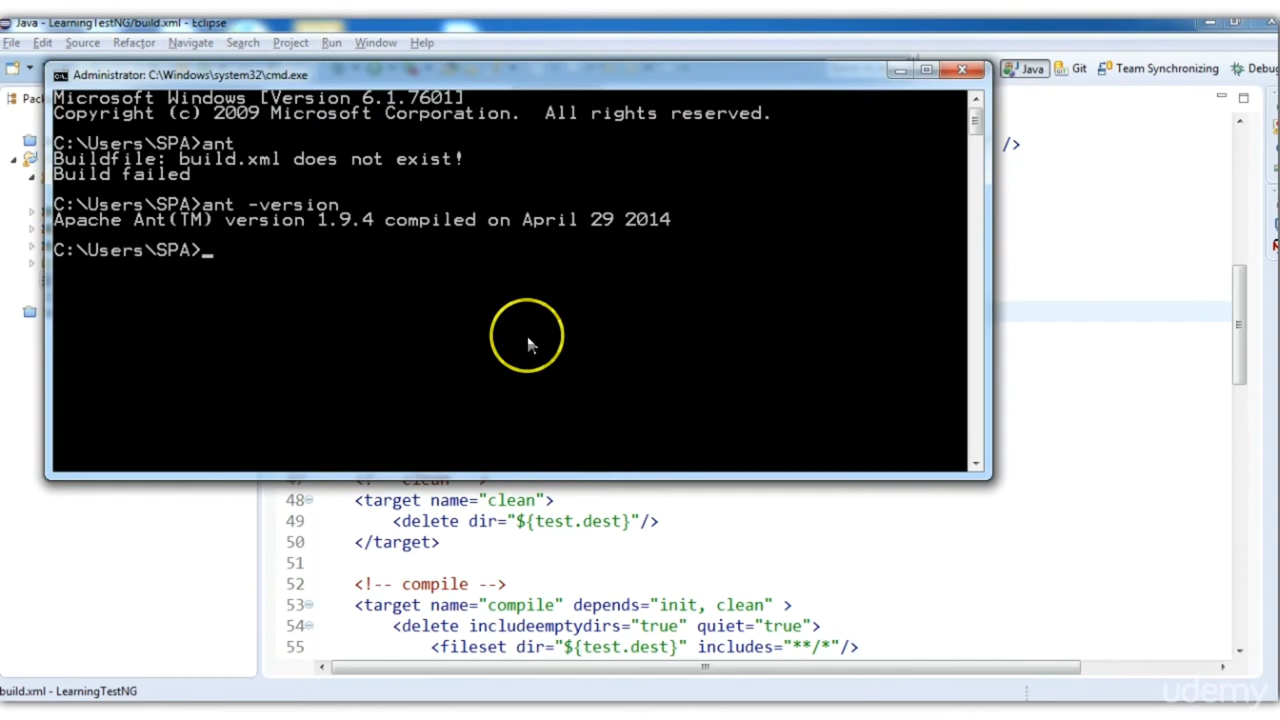 Java - LearningTestNG/build.xml - Eclipse
File Edit Source Refactor Navigate Search Project Run Window Help
Administrator: C:\Windows\system32\cmd.exe
Java Git Team Synchronizing Debug
Microsoft Windows [Version 6.1.7601]
Copyright (c) 2009 Microsoft Corporation. All rights reserved.
C:\Users\SPA>ant
Buildfile: build.xml does not exist!
Build failed
C:\Users\SPA>ant -version
Apache Ant(TM) version 1.9.4 compiled on April 29 2014
C:\Users\SPA>_
/>
48 <target name="clean">
49 <delete dir="${test.dest}"/>
50 </target>
51
52 <!-- compile -->
53 <target name="compile" depends="init, clean" >
54 <delete includeemptydirs="true" quiet="true">
55 <fileset dir="${test.dest}" includes="**/*"/>
build.xml - LearningTestNG
udemy